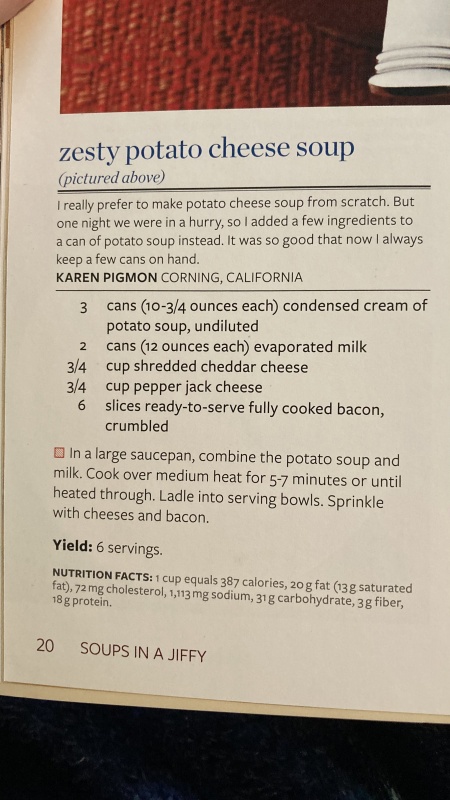 zesty potato cheese soup
(pictured above)
I really prefer to make potato cheese soup from scratch. But
one night we were in a hurry, so I added a few ingredients to
a can of potato soup instead. It was so good that now I always
keep a few cans on hand.
KAREN PIGMON CORNING, CALIFORNIA
3 cans (10-3/4 ounces each) condensed cream of
potato soup, undiluted
2 cans (12 ounces each) evaporated milk
3/4 cup shredded cheddar cheese
3/4 cup pepper jack cheese
6 slices ready-to-serve fully cooked bacon,
crumbled
In a large saucepan, combine the potato soup and
milk. Cook over medium heat for 5-7 minutes or until
heated through. Ladle into serving bowls. Sprinkle
with cheeses and bacon.
Yield: 6 servings.
NUTRITION FACTS: 1 cup equals 387 calories, 20 g fat (13 g saturated
fat), 72 mg cholesterol, 1,113 mg sodium, 31 g carbohydrate, 3 g fiber,
18 g protein.
20 SOUPS IN A JIFFY